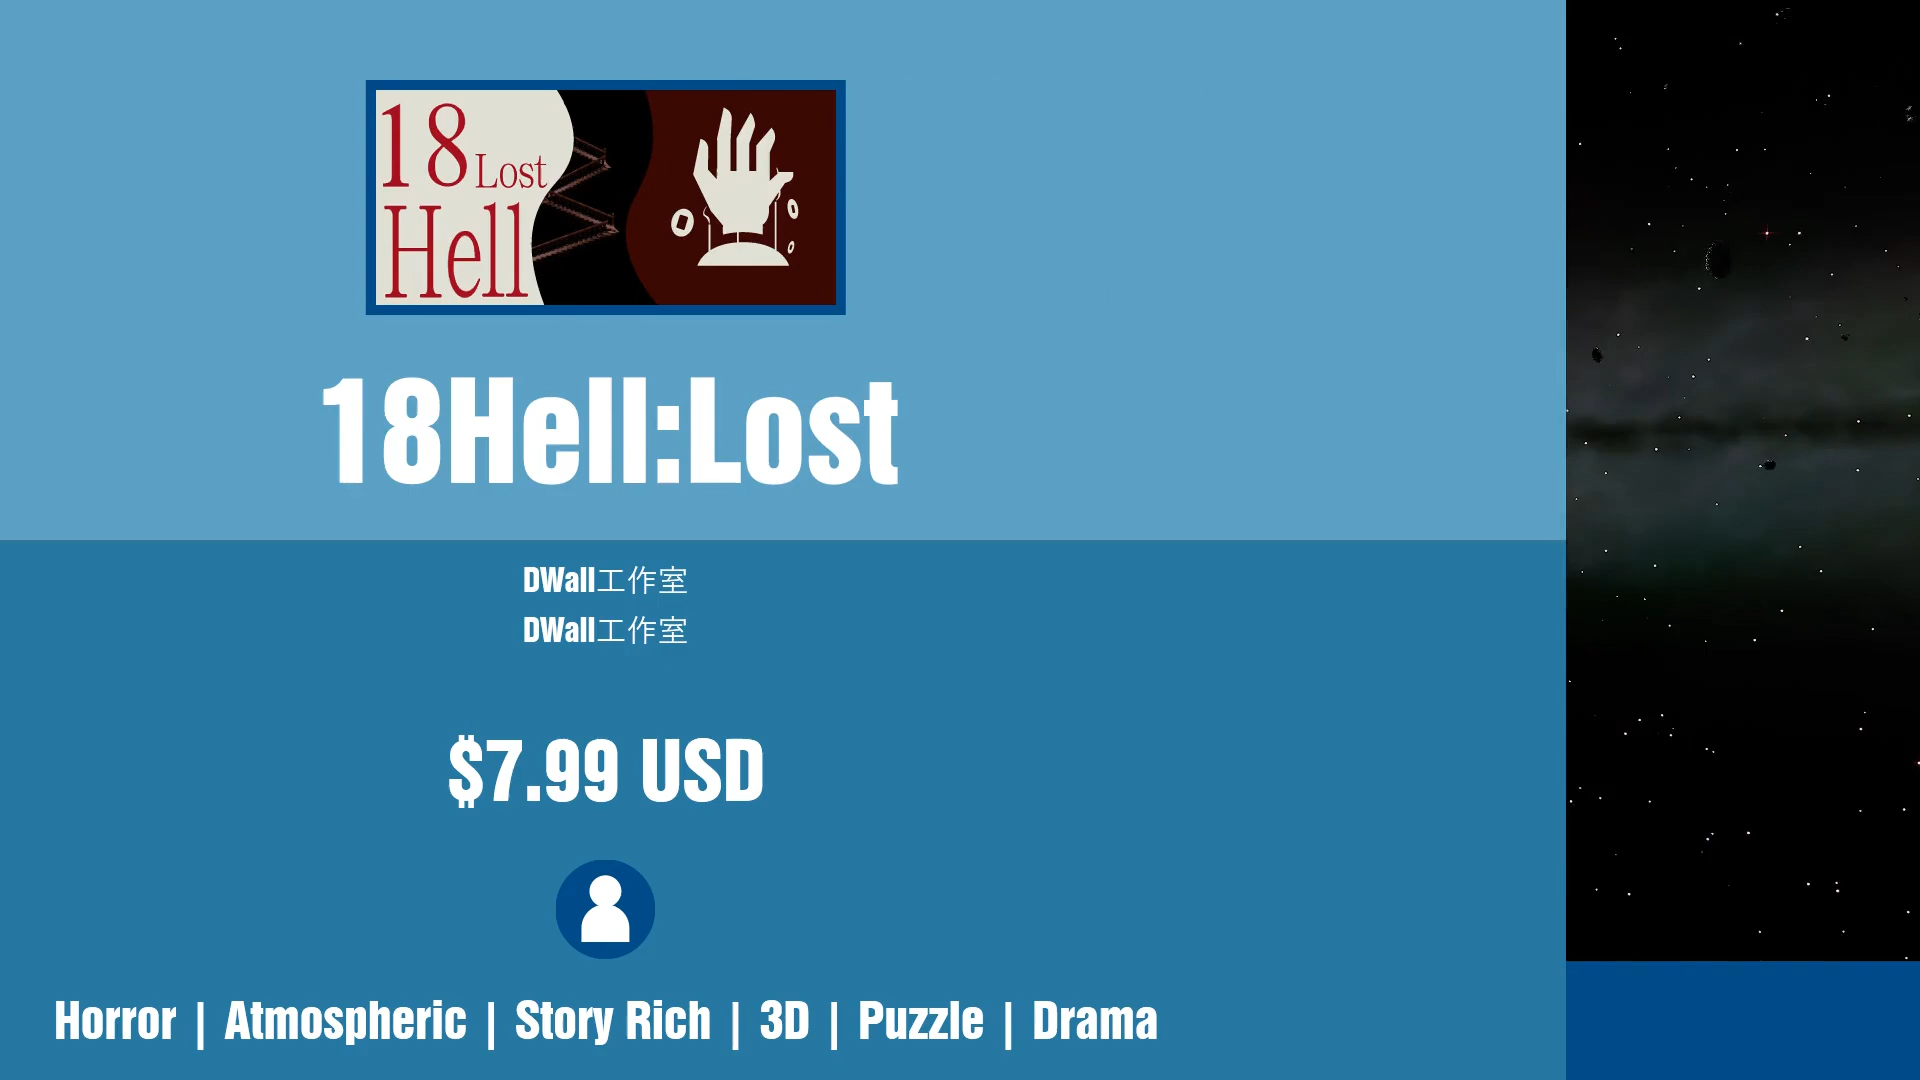 18 Lost
Hell
18Hell:Lost
DWall工作室
DWall工作室
$7.99 USD
Horror | Atmospheric | Story Rich | 3D | Puzzle | Drama